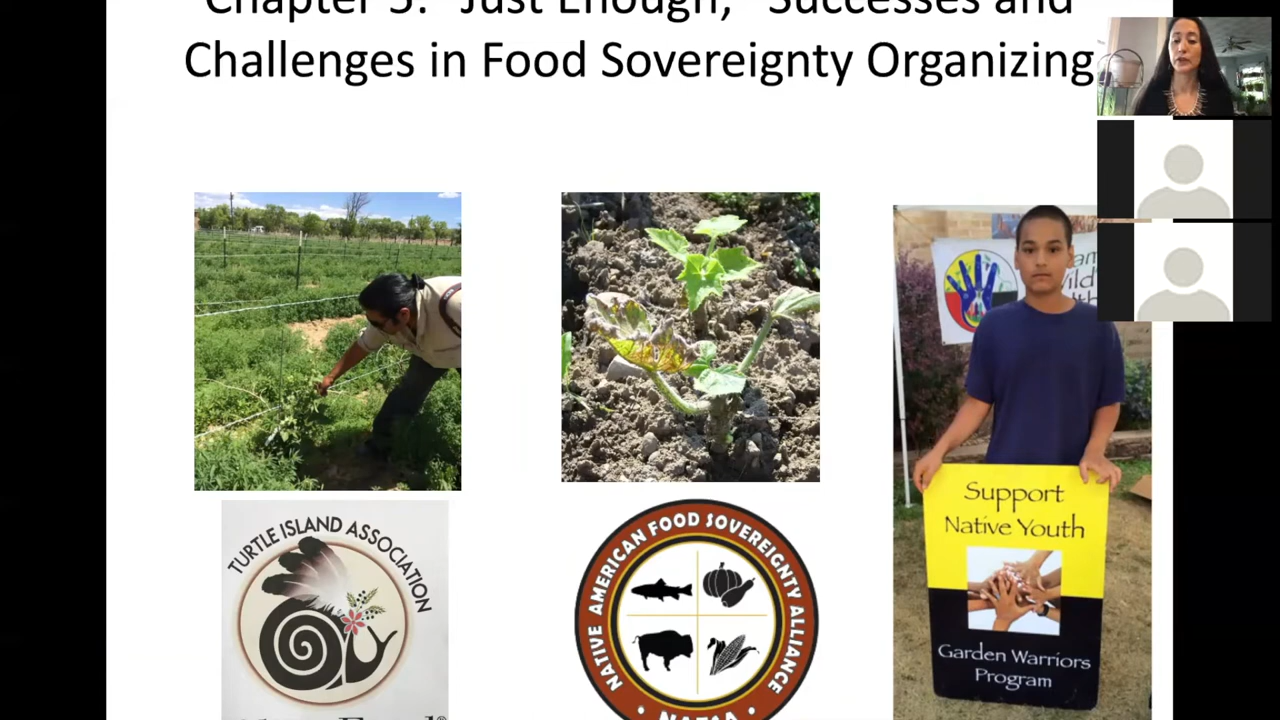 Chapter 5: "Just Enough," Successes and
Challenges in Food Sovereignty Organizing
TURTLE ISLAND ASSOCIATION
NATIVE AMERICAN FOOD SOVEREIGNTY ALLIANCE
Support
Native Youth
Garden Warriors
Program